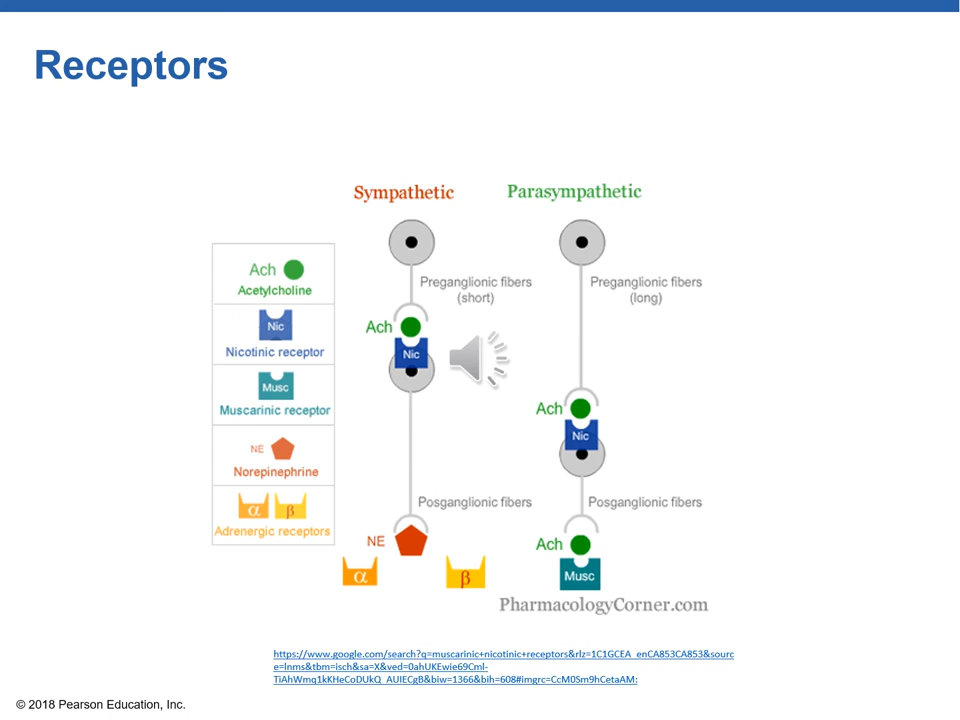 Receptors
Sympathetic
Parasympathetic
Ach
Acetylcholine
Nic
Nicotinic receptor
Musc
Muscarinic receptor
NE
Norepinephrine
α β
Adrenergic receptors
Preganglionic fibers
(short)
Ach
Nic
Posganglionic fibers
NE
α
β
Preganglionic fibers
(long)
Ach
Nic
Posganglionic fibers
Ach
Musc
PharmacologyCorner.com
https://www.google.com/search?q=muscarinic+nicotinic+receptors&rlz=1C1GCEA_enCA853CA853&sourc
e=lnms&tbm=isch&sa=X&ved=0ahUKEwie69Cml-
TiAhWmq1kKHeCoDUkQ_AUIECgB&biw=1366&bih=608#imgrc=CcM0Sm9hCetaAM:
© 2018 Pearson Education, Inc.